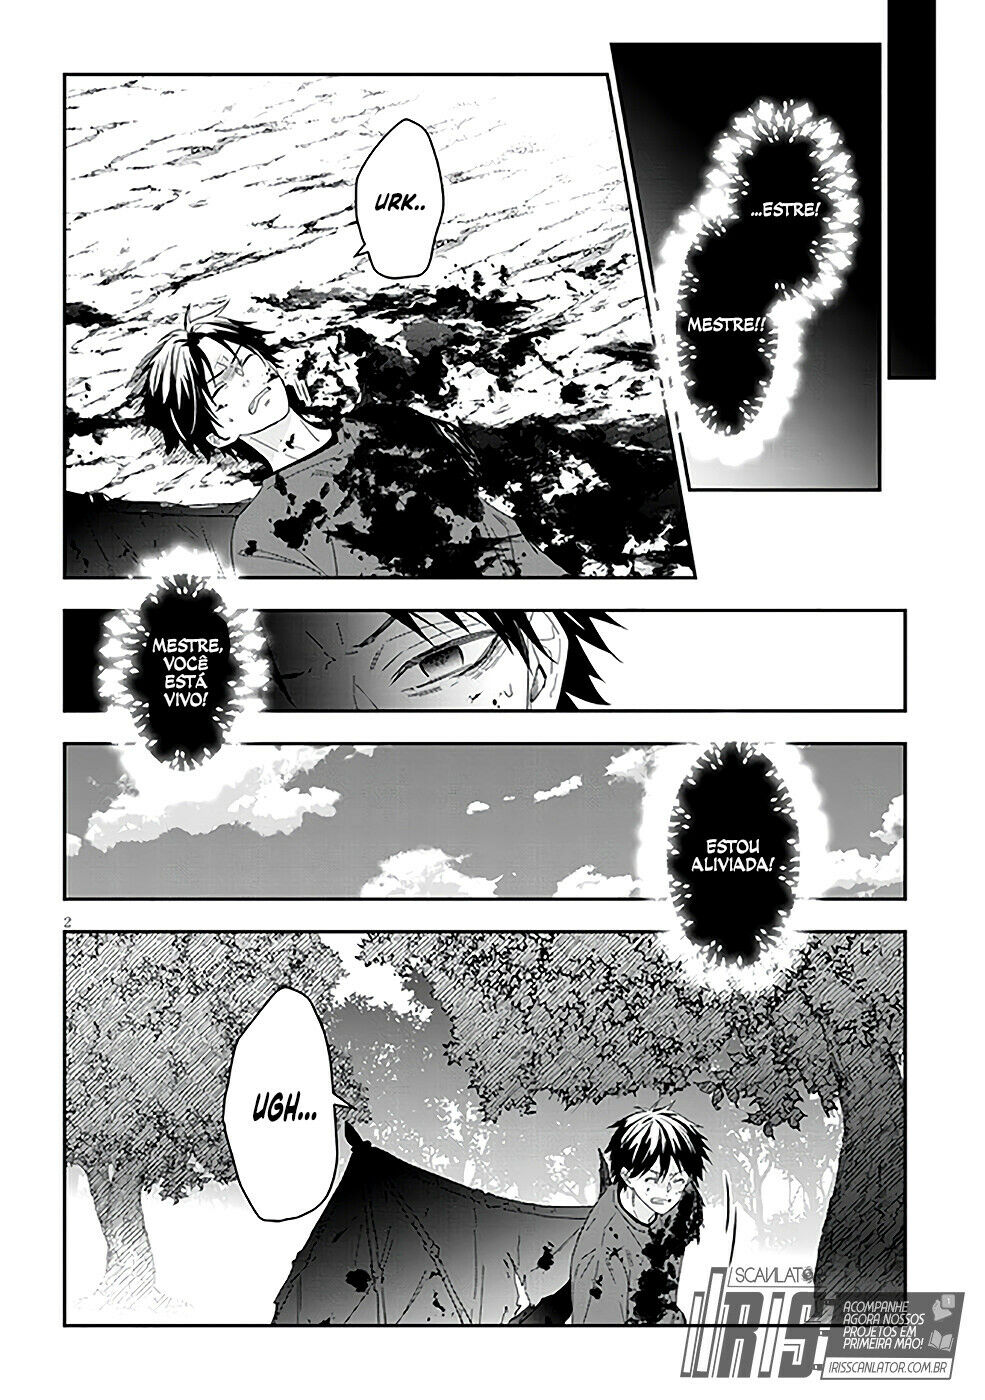 ...ESTRE!
MESTRE!!
URK..
MESTRE,
VOCÊ
ESTÁ
VIVO!
ESTOU
ALIVIADA!
2
UGH...
SCANLAT
IRIS
ACOMPANHE
AGORA NOSSOS
PROJETOS EM
PRIMEIRA MÃO!
IRISSCANLATOR.COM.BR